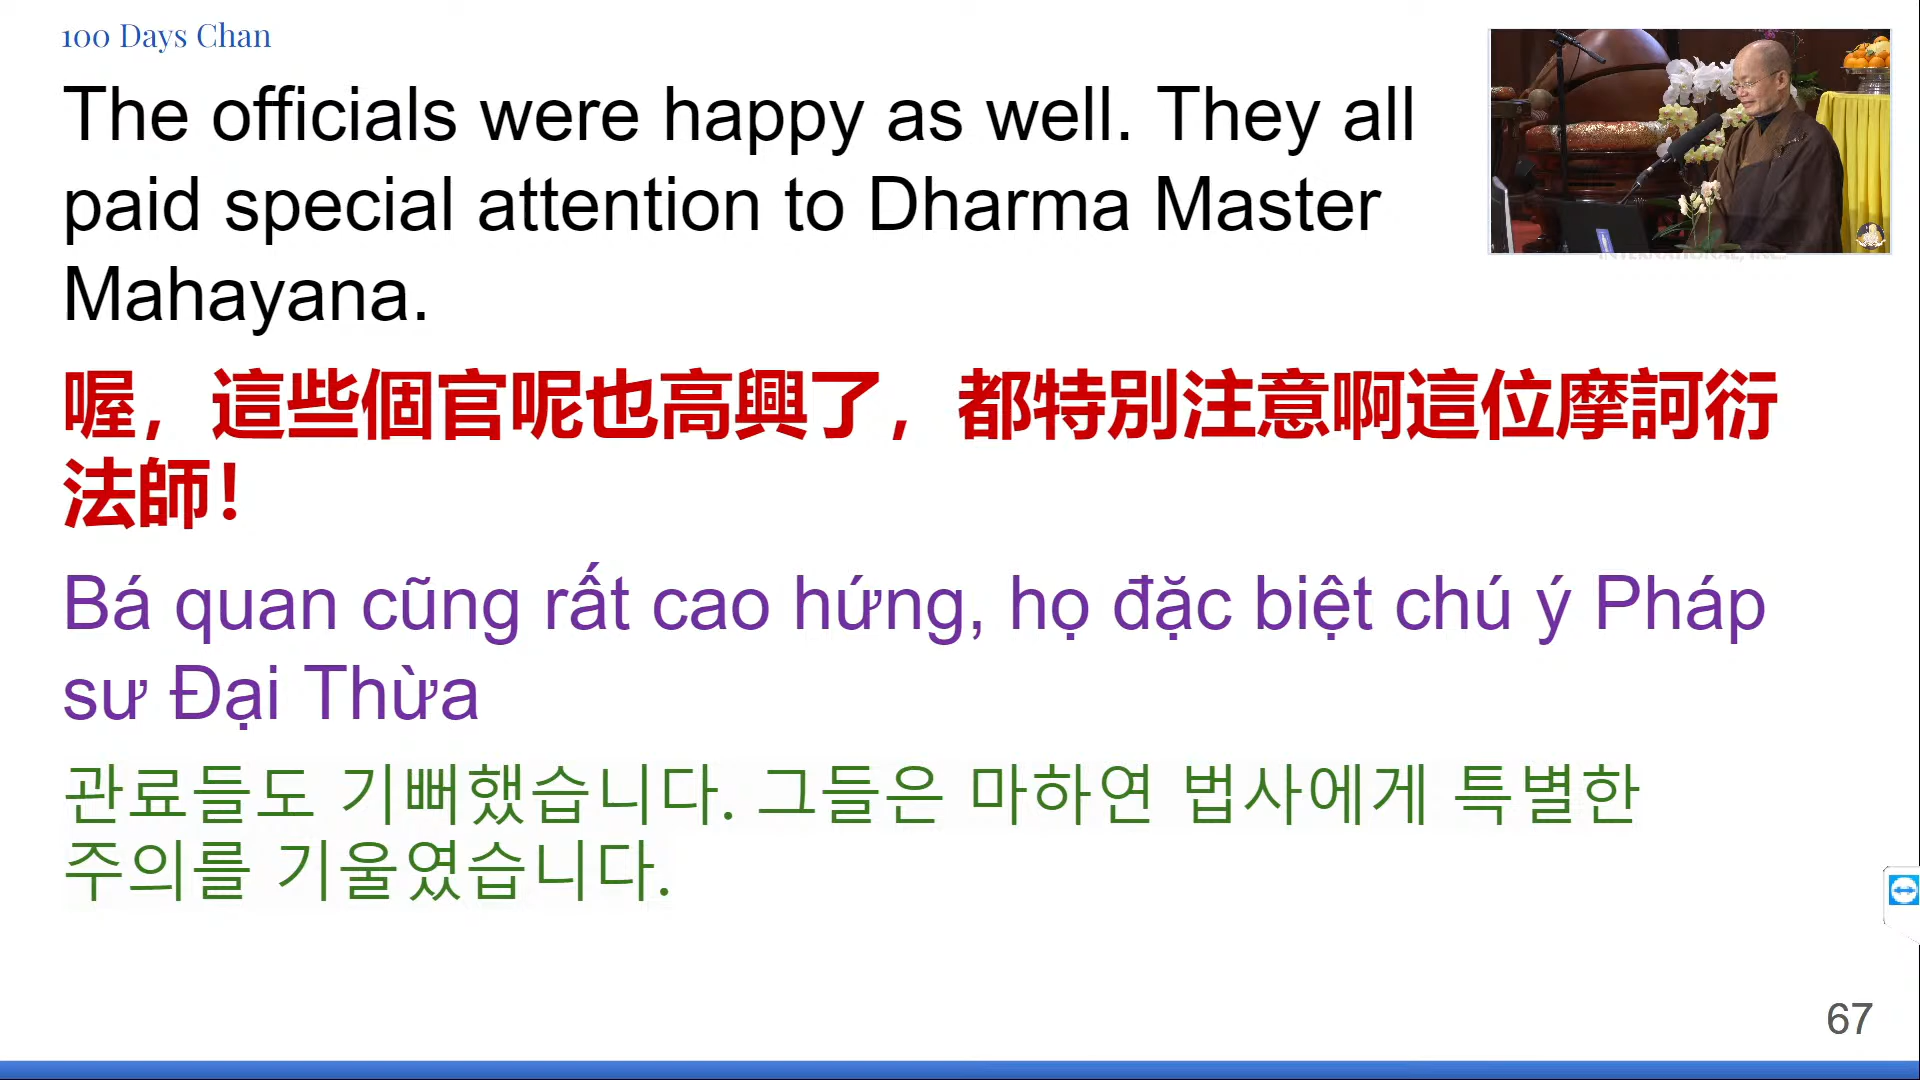 100 Days Chan
The officials were happy as well. They all
paid special attention to Dharma Master
Mahayana.
喔，這些個官呢也高興了，都特別注意啊這位摩訶衍
法師！
Bá quan cũng rất cao hứng, họ đặc biệt chú ý Pháp
sư Đại Thừa
관료들도 기뻐했습니다. 그들은 마하연 법사에게 특별한
주의를 기울였습니다.
67